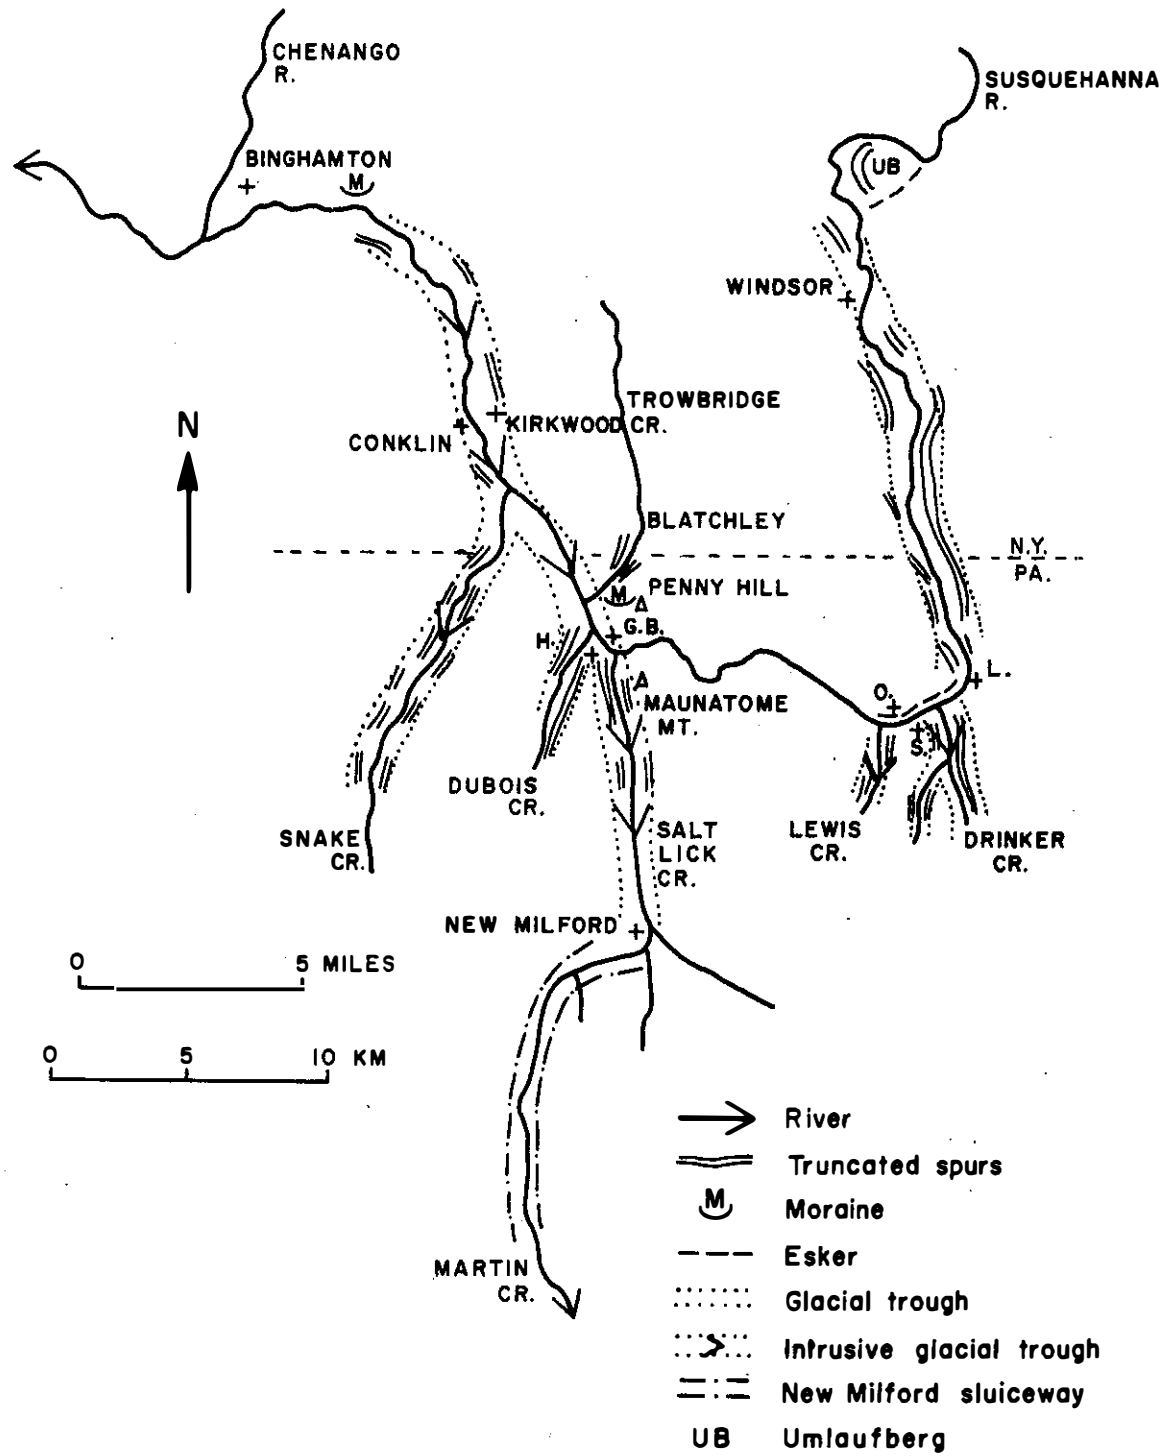 CHENANGO
R.
SUSQUEHANNA
R.
BINGHAMTON
M
UB
WINDSOR
N
TROWBRIDGE
CR.
KIRKWOOD
CONKLIN
BLATCHLEY
N.Y.
PA.
PENNY HILL
M
G.B.
H.
L.
O.
MAUNATOME
MT.
S.
DUBOIS
CR.
SNAKE
CR.
SALT
LICK
CR.
LEWIS
CR.
DRINKER
CR.
NEW MILFORD
0 5 MILES
0 5 10 KM
MARTIN
CR.
River
Truncated spurs
M Moraine
Esker
Glacial trough
Intrusive glacial trough
New Milford sluiceway
UB Umlaufberg